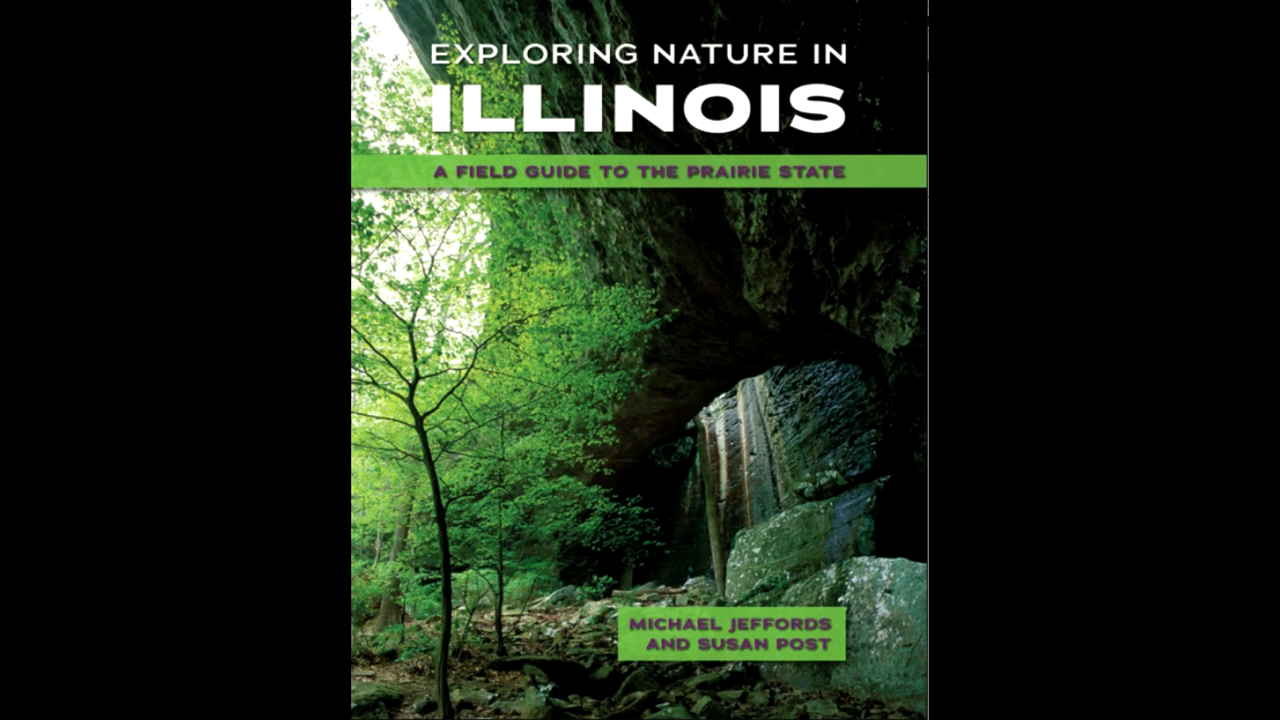 EXPLORING NATURE IN
ILLINOIS
A FIELD GUIDE TO THE PRAIRIE STATE
MICHAEL JEFFORDS
AND SUSAN POST